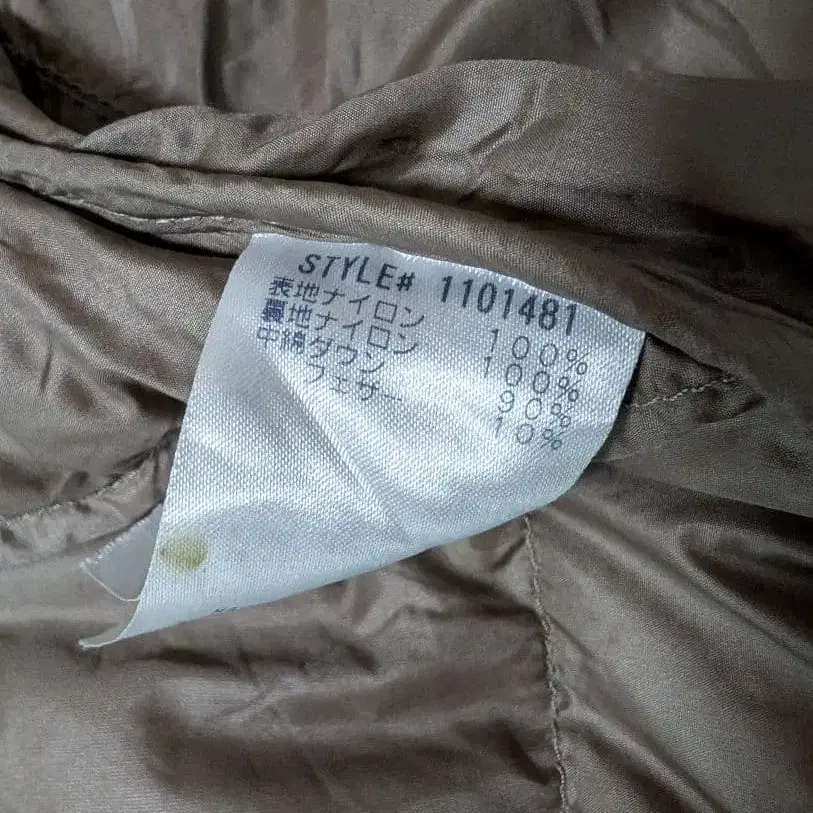 STYLE# 1101481
表地ナイロン 100%
裏地ナイロン 100%
中綿ダウン 90%
フェザー 10%